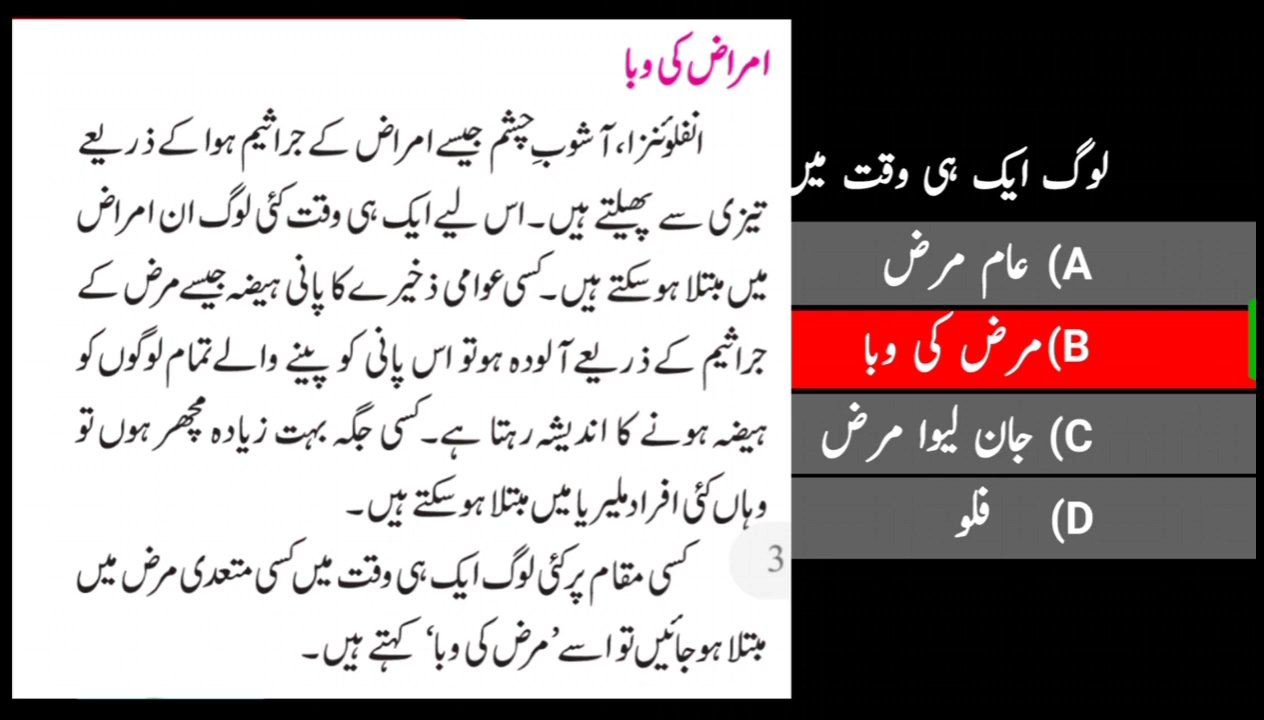 امراض کی وبا
انفلوئنزا، آشوبِ چشم جیسے امراض کے جراثیم ہوا کے ذریعے
تیزی سے پھیلتے ہیں۔ اس لیے ایک ہی وقت کئی لوگ ان امراض
میں مبتلا ہوسکتے ہیں۔ کسی عوامی ذخیرے کا پانی ہیضہ جیسے مرض کے
جراثیم کے ذریعے آلودہ ہو تو اس پانی کو پینے والے تمام لوگوں کو
ہیضہ ہونے کا اندیشہ رہتا ہے۔ کسی جگہ بہت زیادہ مچھر ہوں تو
وہاں کئی افراد ملیریا میں مبتلا ہوسکتے ہیں۔
کسی مقام پر کئی لوگ ایک ہی وقت میں کسی متعدی مرض میں
مبتلا ہوجائیں تو اسے ’مرض کی وبا‘ کہتے ہیں۔
3
لوگ ایک ہی وقت میں
A) عام مرض
B) مرض کی وبا
C) جان لیوا مرض
D) فلو